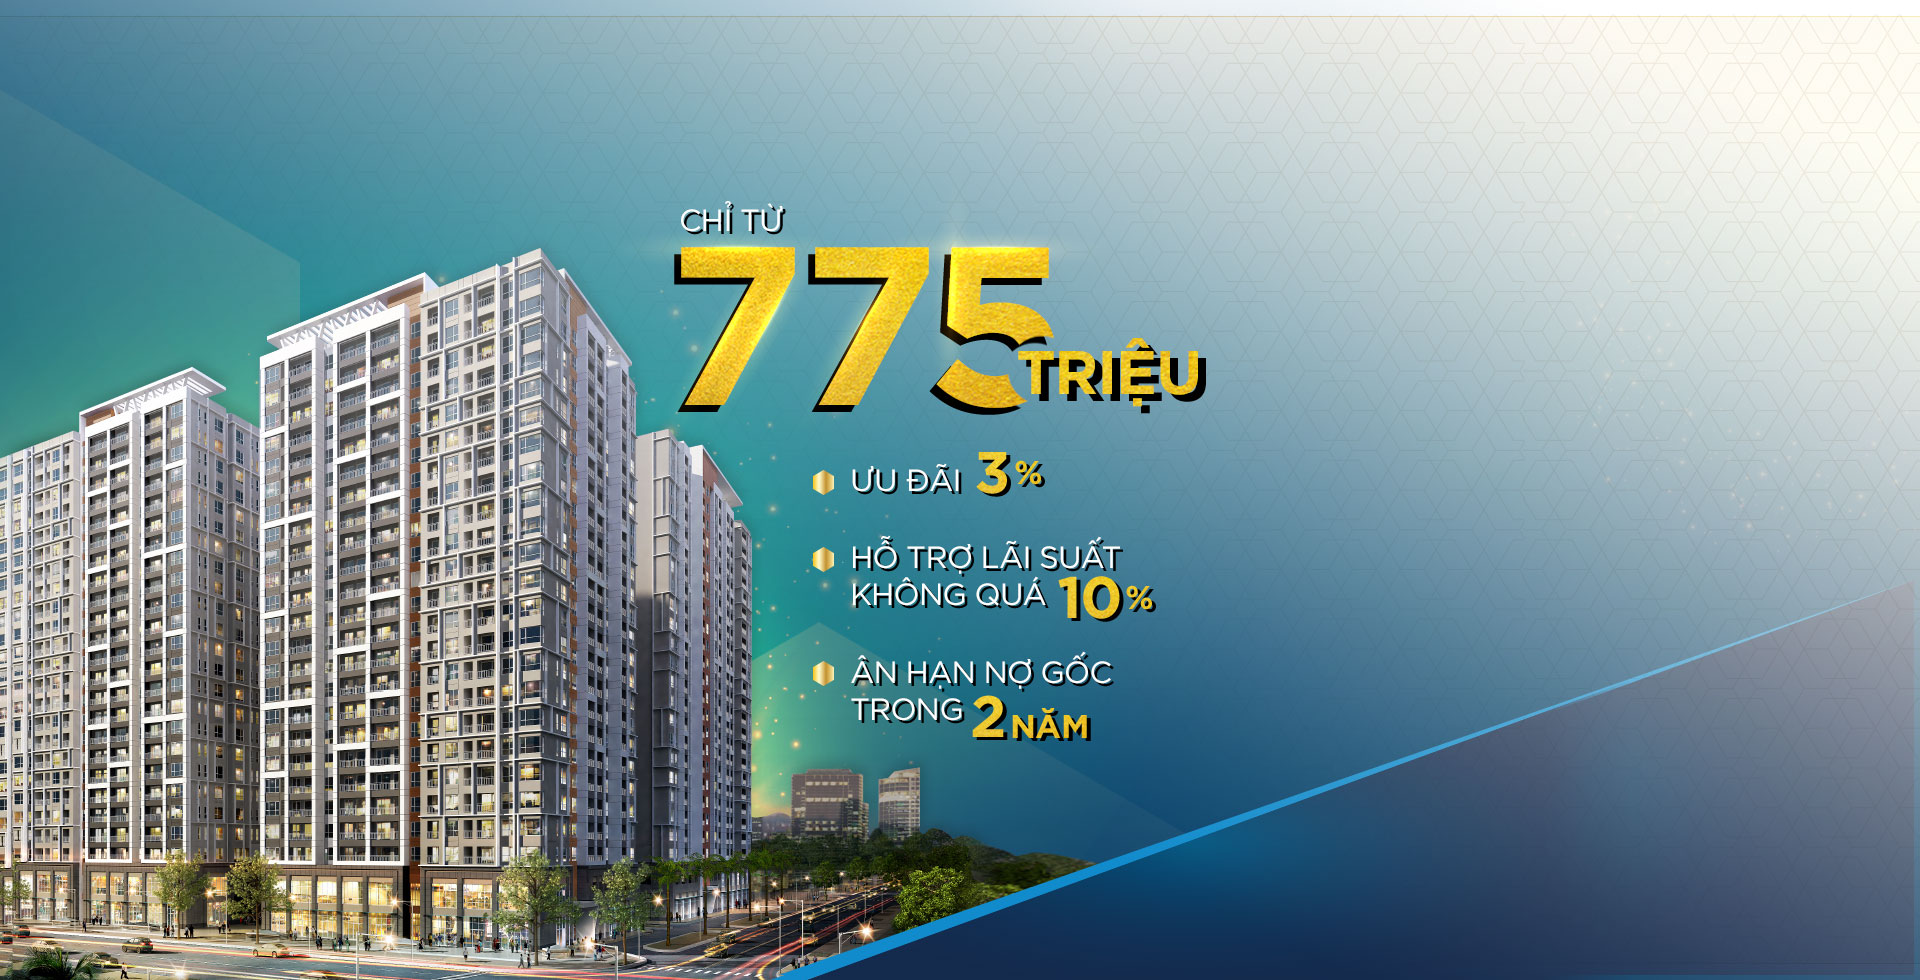 CHỈ TỪ
775 TRIỆU
ƯU ĐÃI 3%
HỖ TRỢ LÃI SUẤT
KHÔNG QUÁ 10%
ÂN HẠN NỢ GỐC
TRONG 2 NĂM